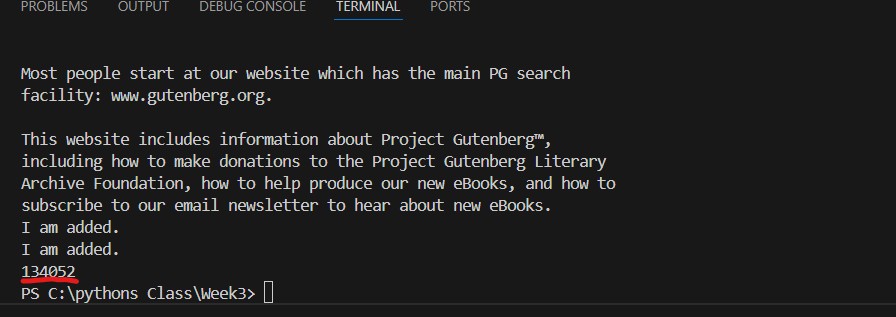 PROBLEMS OUTPUT DEBUG CONSOLE TERMINAL PORTS
Most people start at our website which has the main PG search
facility: www.gutenberg.org.
This website includes information about Project Gutenberg™,
including how to make donations to the Project Gutenberg Literary
Archive Foundation, how to help produce our new eBooks, and how to
subscribe to our email newsletter to hear about new eBooks.
I am added.
I am added.
134052
PS C:\pythons Class\Week3>